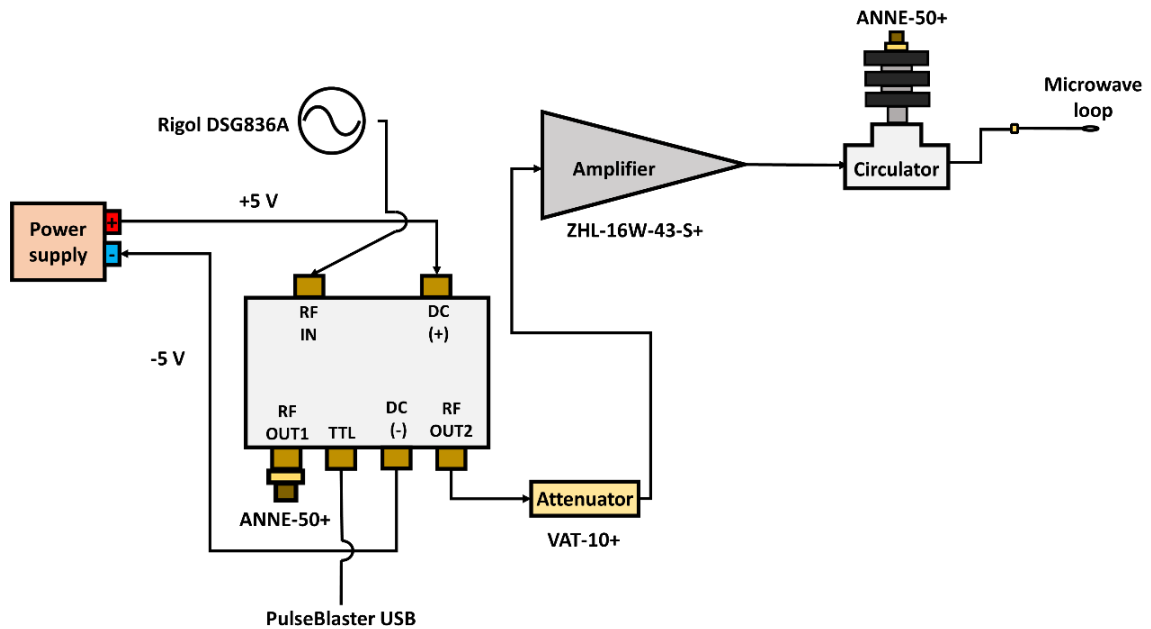 ANNE-50+
Microwave
loop
Rigol DSG836A
Amplifier
Circulator
+5 V
Power
supply
+
-
ZHL-16W-43-S+
RF
IN
DC
(+)
-5 V
RF
OUT1
TTL
DC
(-)
RF
OUT2
Attenuator
ANNE-50+
VAT-10+
PulseBlaster USB